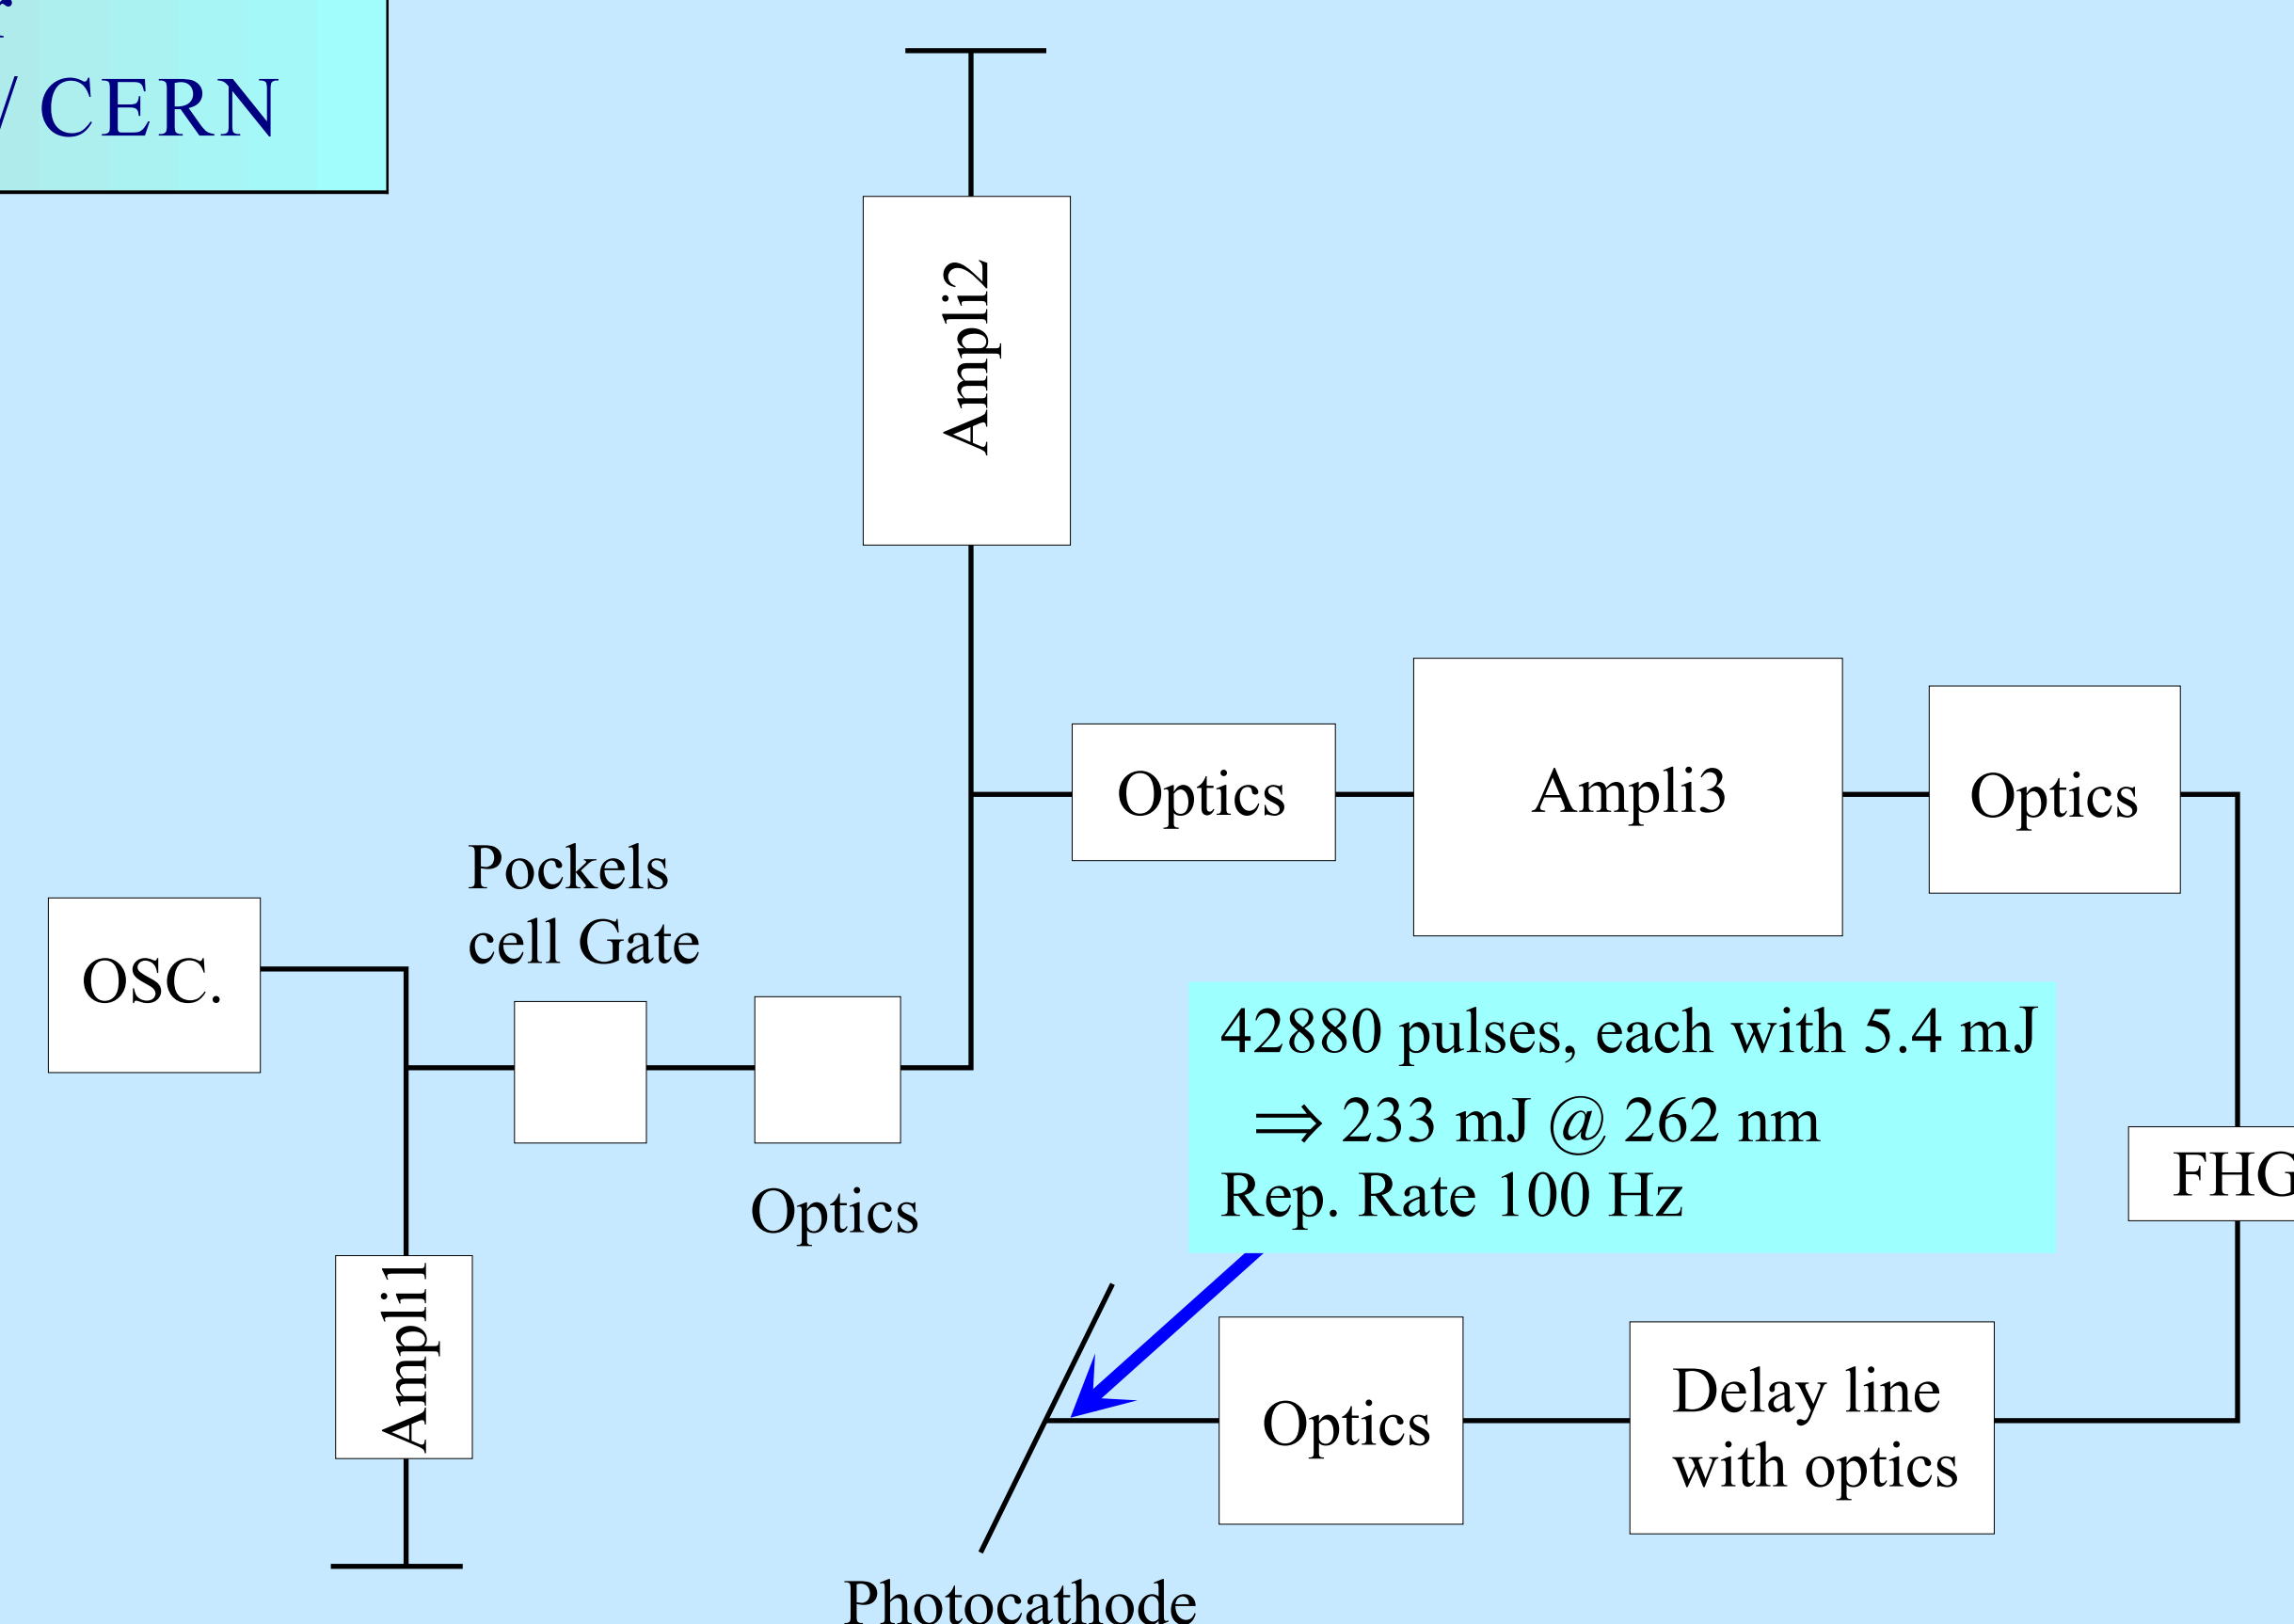 / CERN
Ampli2
Optics
Ampli3
Optics
Pockels
cell Gate
OSC.
42880 pulses, each with 5.4 mJ
⇒ 233 mJ @ 262 nm
Rep. Rate 100 Hz
FHG
Optics
Ampli1
Optics
Delay line
with optics
Photocathode